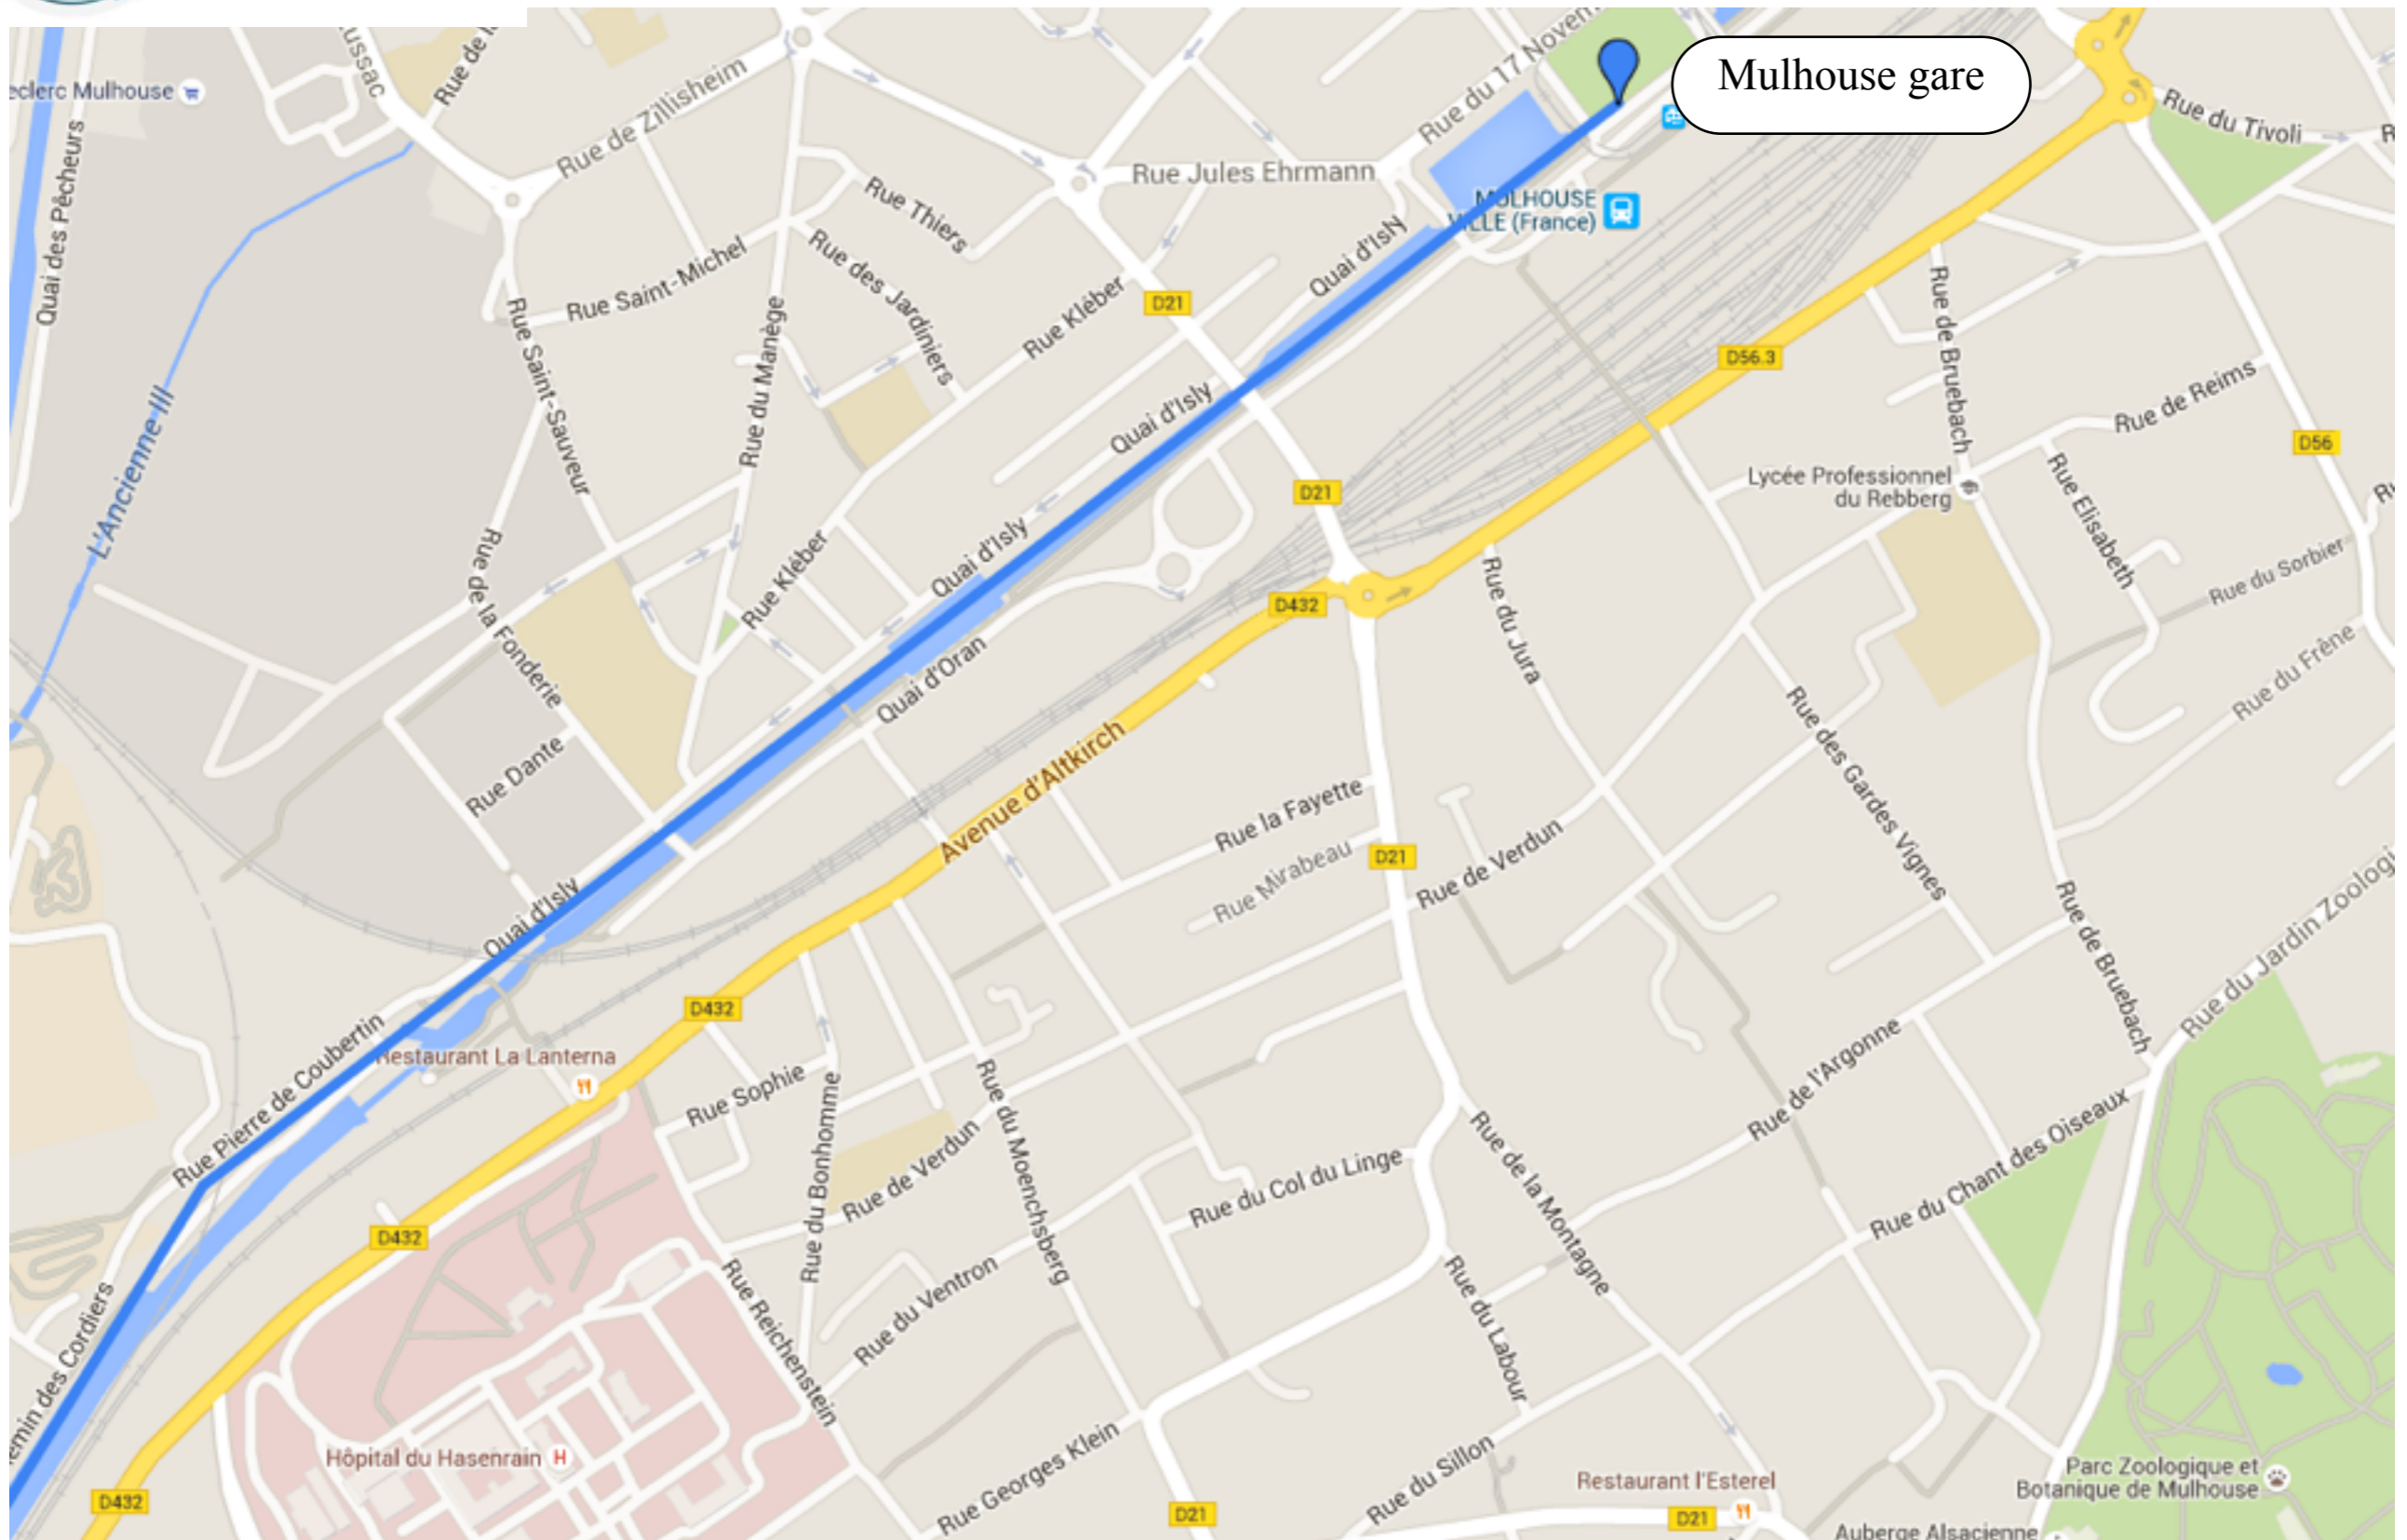 Mulhouse gare
eclerc Mulhouse
ussac
Rue de Zillisheim
Rue du 17 Novem
Rue du Tivoli
Quai des Pêcheurs
Rue Jules Ehrmann
Rue Thiers
MULHOUSE
VILLE (France)
Rue Saint-Michel
Rue des Jardiniers
Quai d'Isly
Rue Kléber
D21
Rue Saint-Sauveur
Rue du Manège
Rue de Bruebach
D56.3
Rue de Reims
D56
L'Ancienne Ill
Quai d'Isly
Lycée Professionnel
du Rebberg
D21
Rue Elisabeth
Rue de la Fonderie
Quai d'Isly
Rue Kléber
D432
Rue du Jura
Rue du Sorbier
Rue du Frêne
Quai d'Oran
Rue Dante
Avenue d'Altkirch
Rue des Gardes Vignes
Rue la Fayette
Rue Mirabeau
D21
Rue de Verdun
Quai d'Isly
Rue de Bruebach
Rue du Jardin Zoologi
D432
Rue Pierre de Coubertin
Restaurant La Lanterna
Rue Sophie
Rue du Bonhomme
Rue de Verdun
Rue du Moenchsberg
Rue du Col du Linge
Rue de la Montagne
Rue de l'Argonne
Rue du Chant des Oiseaux
D432
emin des Cordiers
Rue Reichenstein
Rue du Ventron
Rue du Labour
Hôpital du Hasenrain
H
Rue Georges Klein
Rue du Sillon
D432
D21
Restaurant l'Esterel
D21
Parc Zoologique et
Botanique de Mulhouse
Auberge Alsacienne